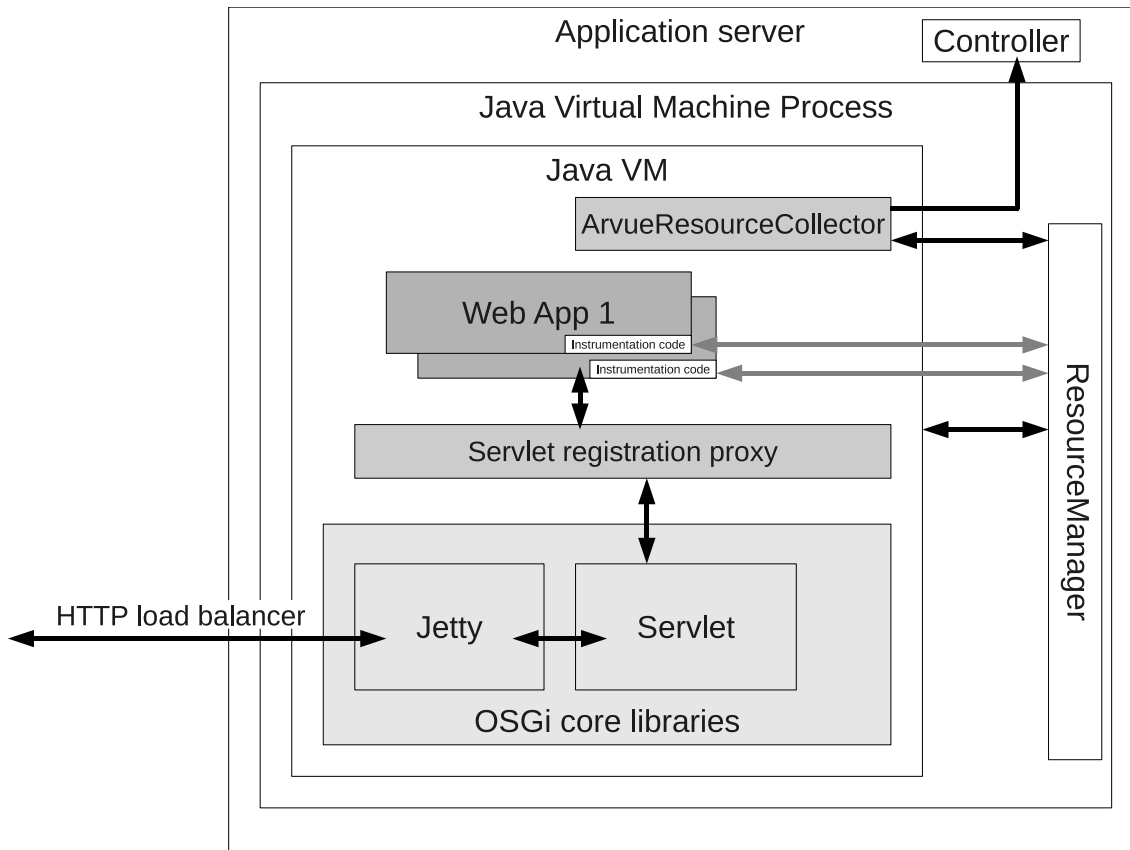 Application server
Controller
Java Virtual Machine Process
Java VM
ArvueResourceCollector
Web App 1
Instrumentation code
Instrumentation code
ResourceManager
Servlet registration proxy
HTTP load balancer
Jetty
Servlet
OSGi core libraries